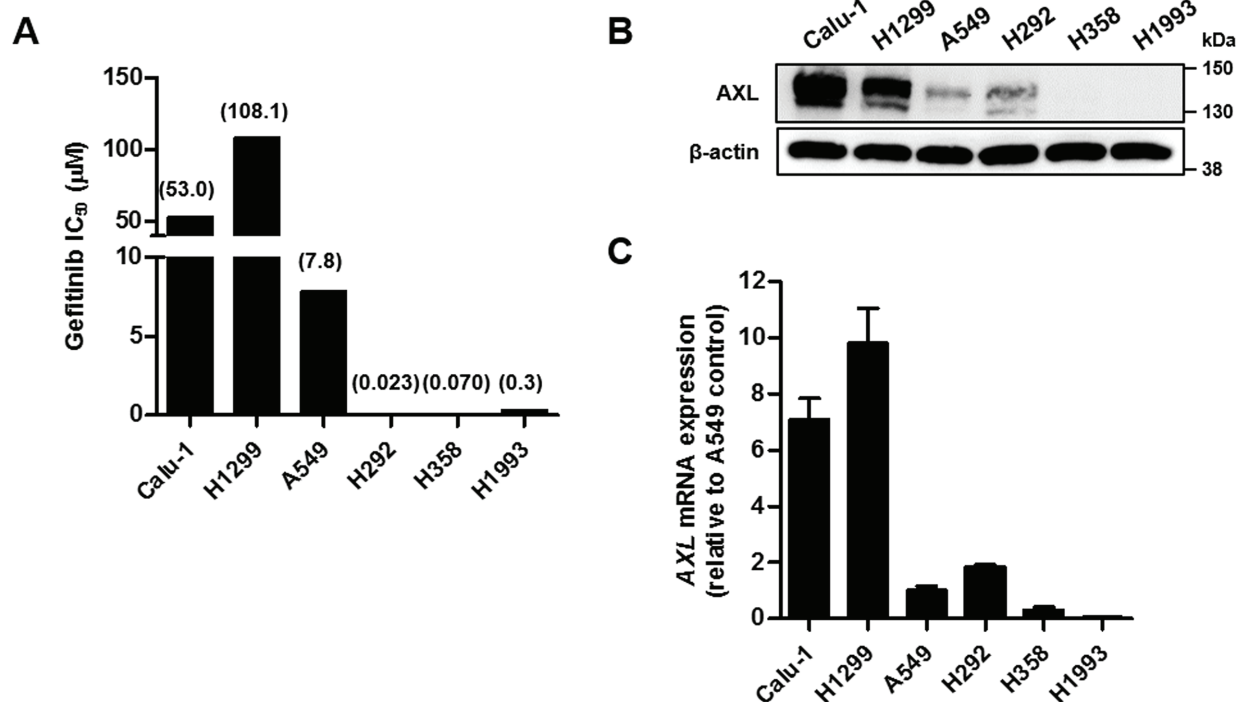 A
Gefitinib IC50 (μM)
150
100
50
10
5
0
(53.0)
(108.1)
(7.8)
(0.023)
(0.070)
(0.3)
Calu-1
H1299
A549
H292
H358
H1993
B
Calu-1
H1299
A549
H292
H358
H1993
kDa
AXL
150
130
β-actin
38
C
AXL mRNA expression
(relative to A549 control)
12
10
8
6
4
2
0
Calu-1
H1299
A549
H292
H358
H1993